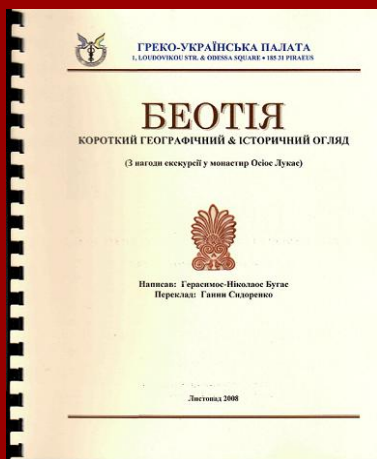 ГРЕКО-УКРАЇНСЬКА ПАЛАТА
1, LOUDOVIKOU STR. & ODESSA SQUARE • 185 31 PIRAEUS
БЕОТІЯ
КОРОТКИЙ ГЕОГРАФІЧНИЙ & ІСТОРИЧНИЙ ОГЛЯД
(З нагоди екскурсії у монастир Осіос Лукас)
Написав: Герасимос-Ніколаос Бугас
Переклад: Ганни Сидоренко
Листопад 2008